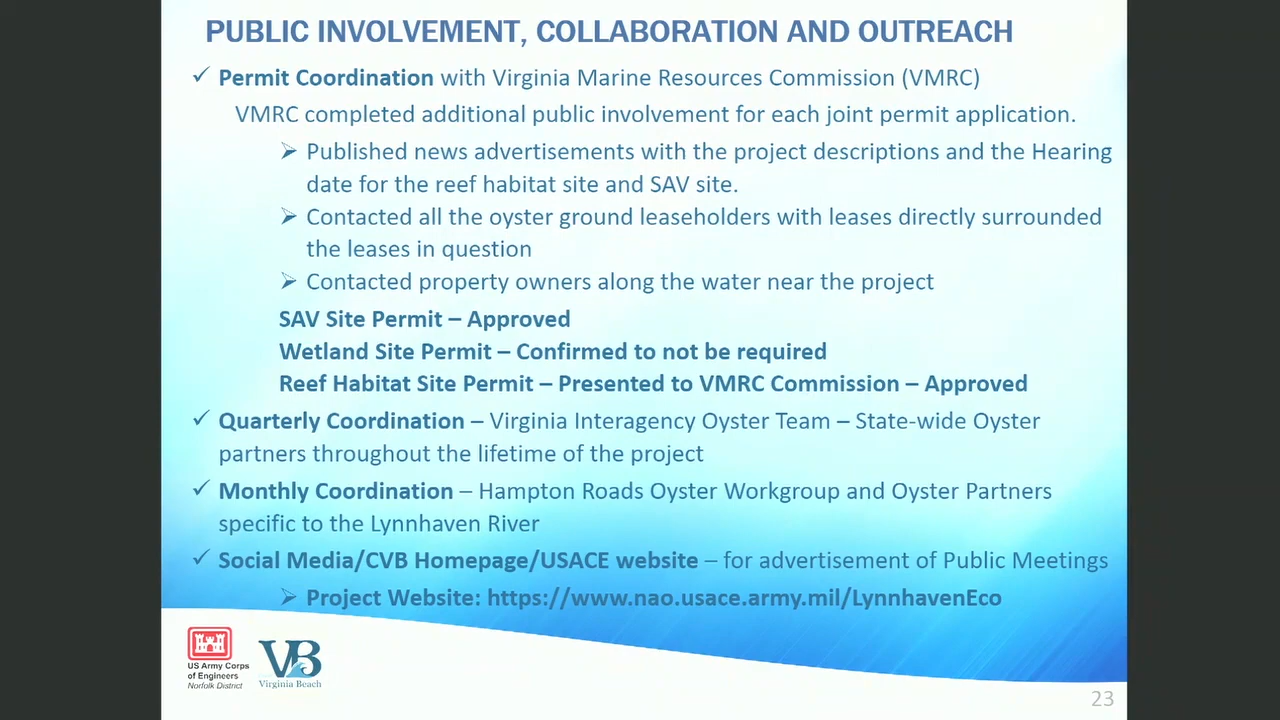 PUBLIC INVOLVEMENT, COLLABORATION AND OUTREACH
✓ Permit Coordination with Virginia Marine Resources Commission (VMRC)
VMRC completed additional public involvement for each joint permit application.
➢ Published news advertisements with the project descriptions and the Hearing
date for the reef habitat site and SAV site.
➢ Contacted all the oyster ground leaseholders with leases directly surrounded
the leases in question
➢ Contacted property owners along the water near the project
SAV Site Permit – Approved
Wetland Site Permit – Confirmed to not be required
Reef Habitat Site Permit – Presented to VMRC Commission – Approved
✓ Quarterly Coordination – Virginia Interagency Oyster Team – State-wide Oyster
partners throughout the lifetime of the project
✓ Monthly Coordination – Hampton Roads Oyster Workgroup and Oyster Partners
specific to the Lynnhaven River
✓ Social Media/CVB Homepage/USACE website – for advertisement of Public Meetings
➢ Project Website: https://www.nao.usace.army.mil/LynnhavenEco
US Army Corps
of Engineers
Norfolk District
VB
Virginia Beach
23